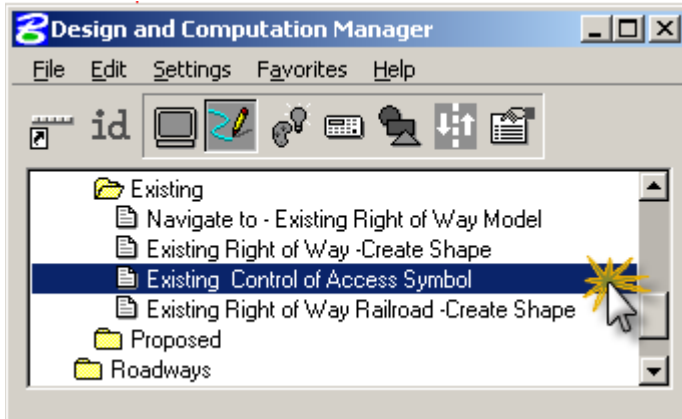 Design and Computation Manager
File Edit Settings Favorites Help
id
Existing
Navigate to - Existing Right of Way Model
Existing Right of Way -Create Shape
Existing  Control of Access Symbol
Existing Right of Way Railroad -Create Shape
Proposed
Roadways